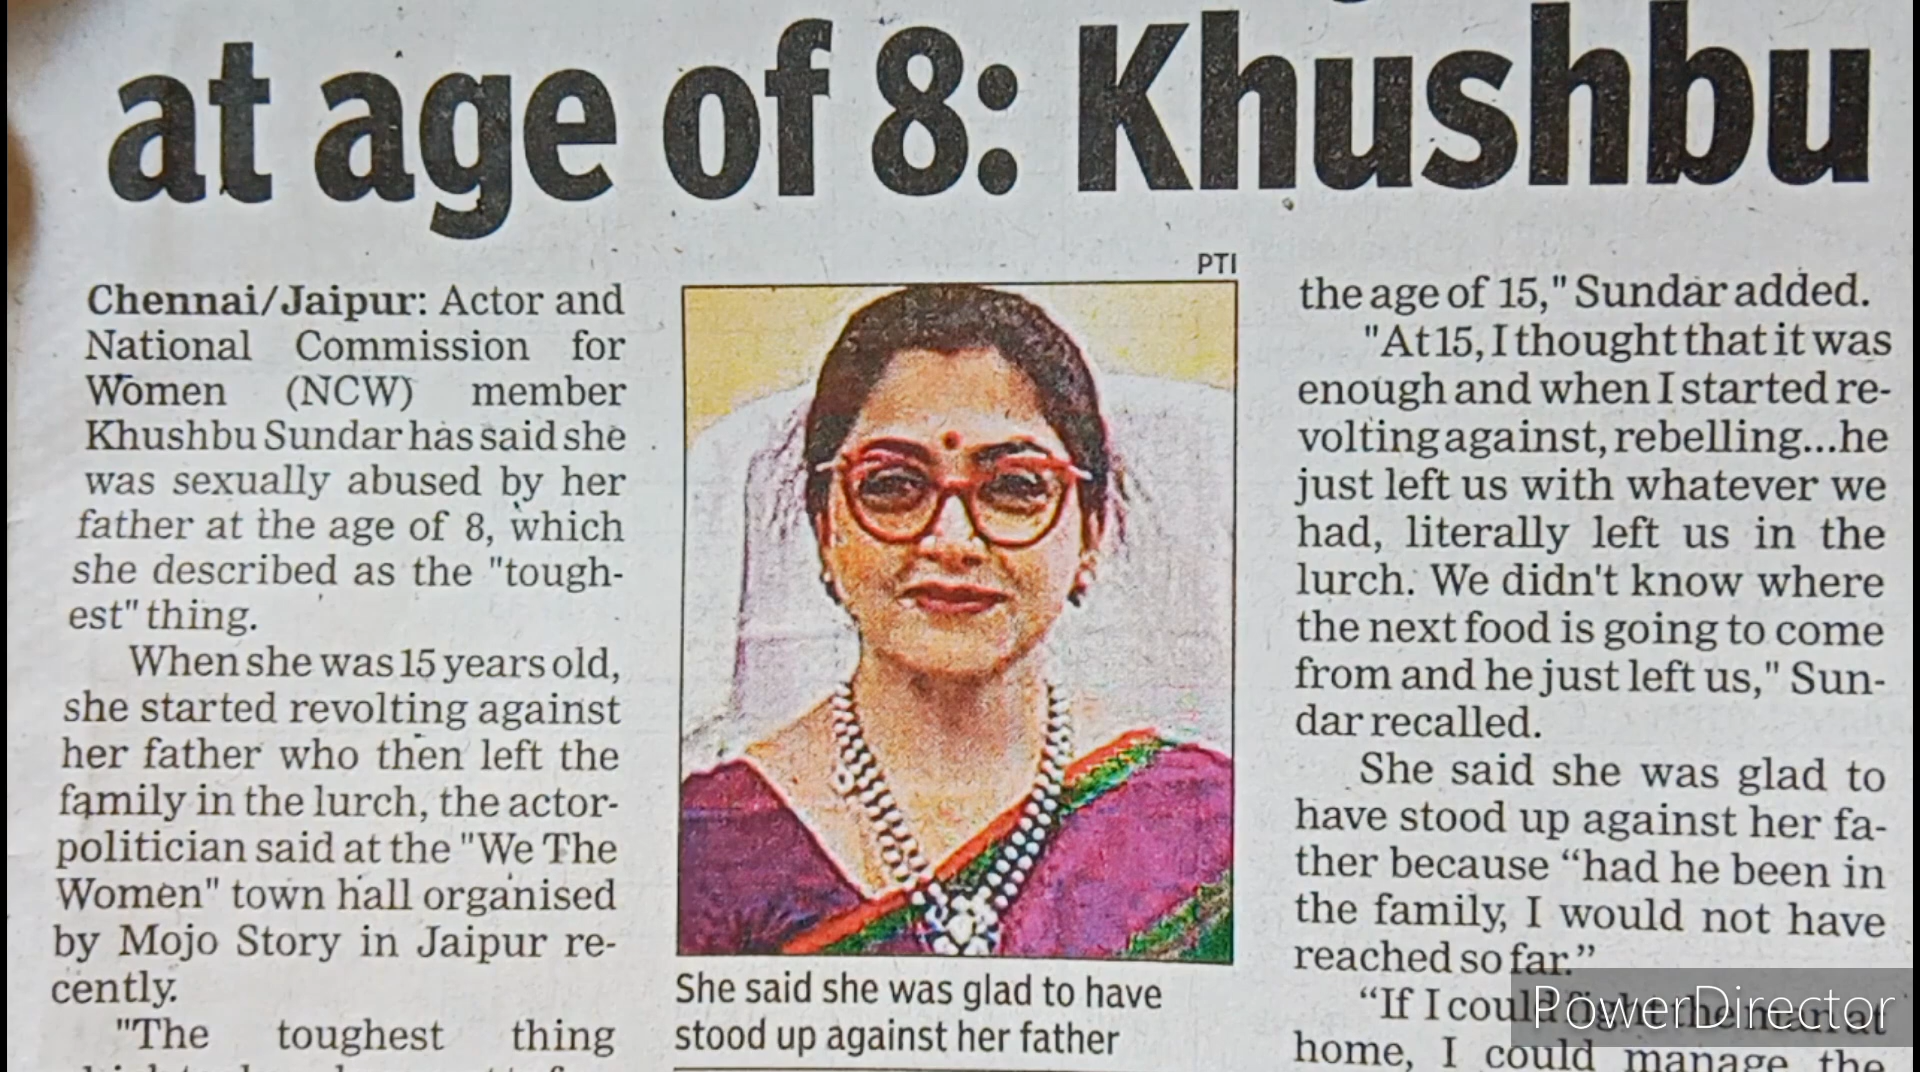 at age of 8: Khushbu
Chennai/Jaipur: Actor and
National Commission for
Women (NCW) member
Khushbu Sundar has said she
was sexually abused by her
father at the age of 8, which
she described as the "tough-
est" thing.
When she was 15 years old,
she started revolting against
her father who then left the
family in the lurch, the actor-
politician said at the "We The
Women" town hall organised
by Mojo Story in Jaipur re-
cently.
"The toughest thing
PTI
She said she was glad to have
stood up against her father
the age of 15," Sundar added.
"At 15, I thought that it was
enough and when I started re-
volting against, rebelling...he
just left us with whatever we
had, literally left us in the
lurch. We didn't know where
the next food is going to come
from and he just left us," Sun-
dar recalled.
She said she was glad to
have stood up against her fa-
ther because “had he been in
the family, I would not have
reached so far.”
“If I could fight the men at
home, I could manage the
PowerDirector